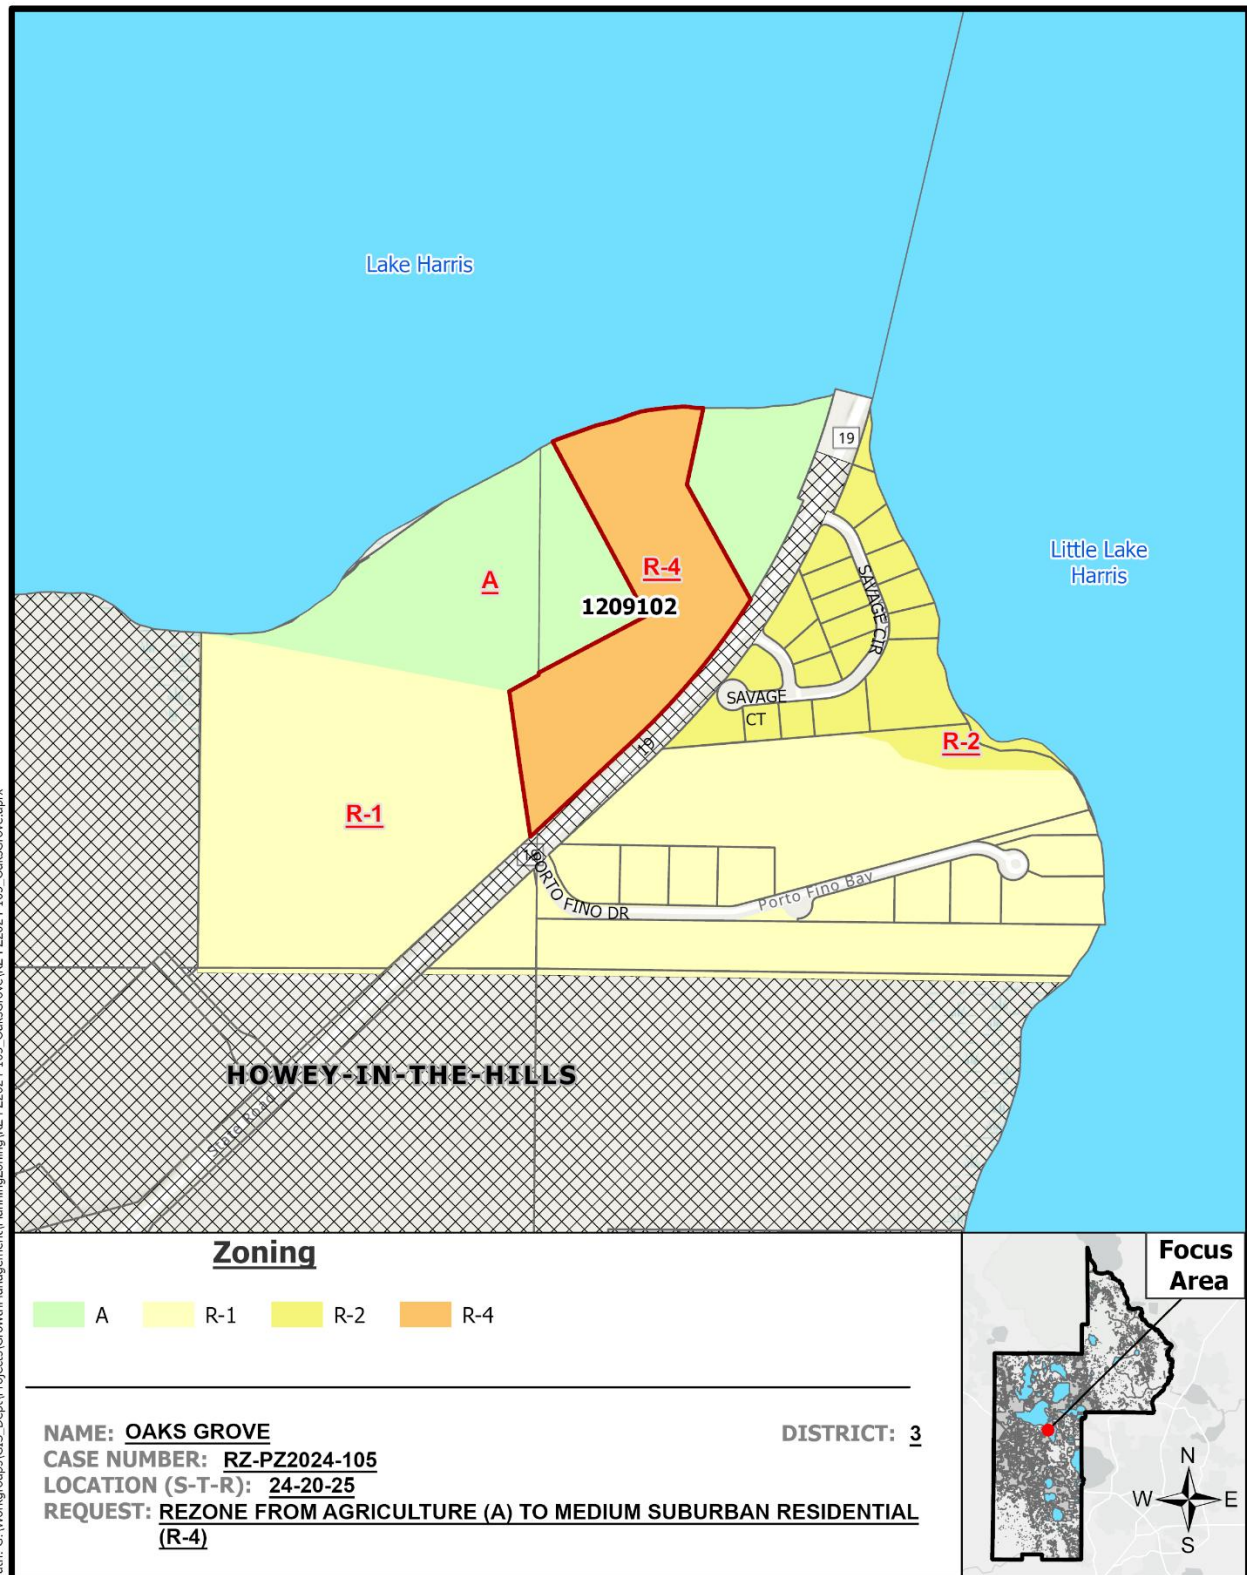 Lake Harris
19
Little Lake
Harris
R-4
A
1209102
SAVAGE CIR
SAVAGE
CT
19
R-2
R-1
19
PORTO FINO DR
Porto Fino Bay
HOWEY-IN-THE-HILLS
State Road
Zoning
A R-1 R-2 R-4
Focus
Area
NAME: OAKS GROVE DISTRICT: 3
CASE NUMBER: RZ-PZ2024-105
LOCATION (S-T-R): 24-20-25
REQUEST: REZONE FROM AGRICULTURE (A) TO MEDIUM SUBURBAN RESIDENTIAL
(R-4)
N
W E
S